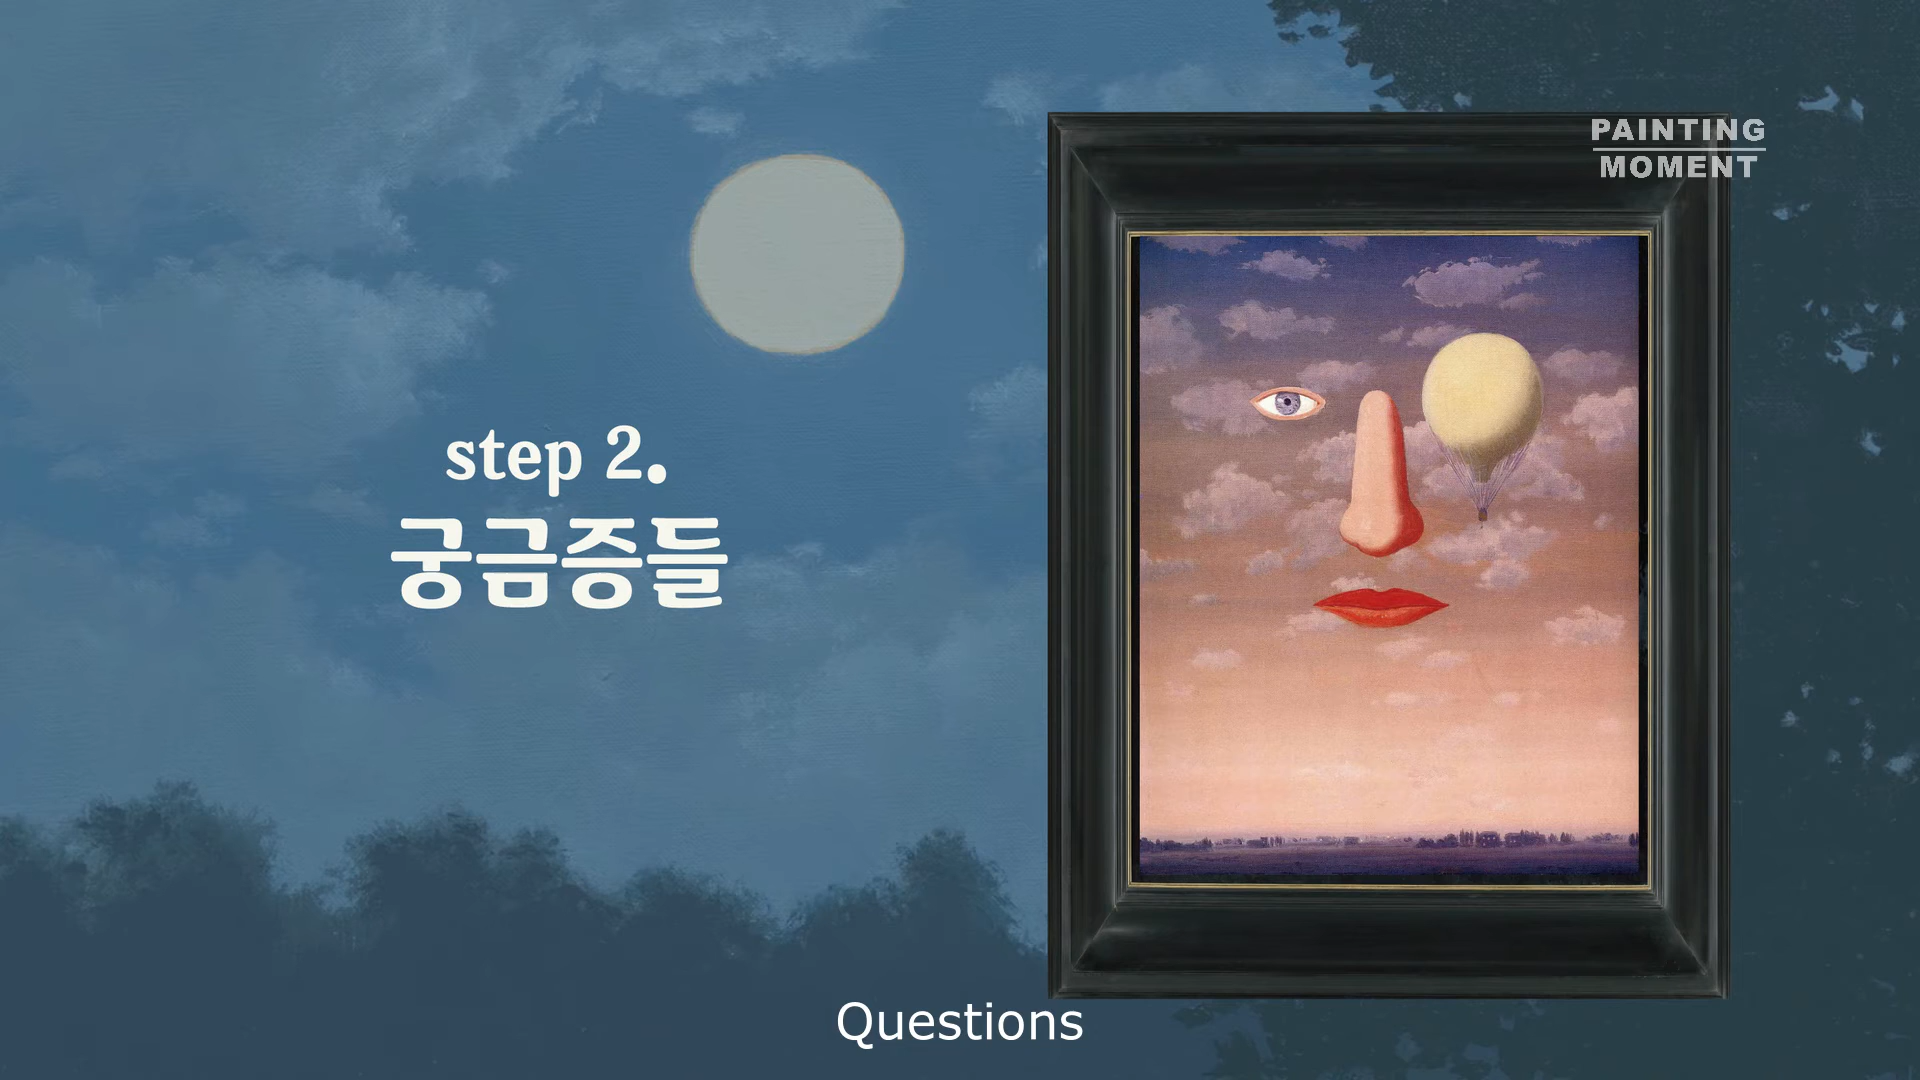 PAINTING
MOMENT
step 2.
궁금증들
Questions